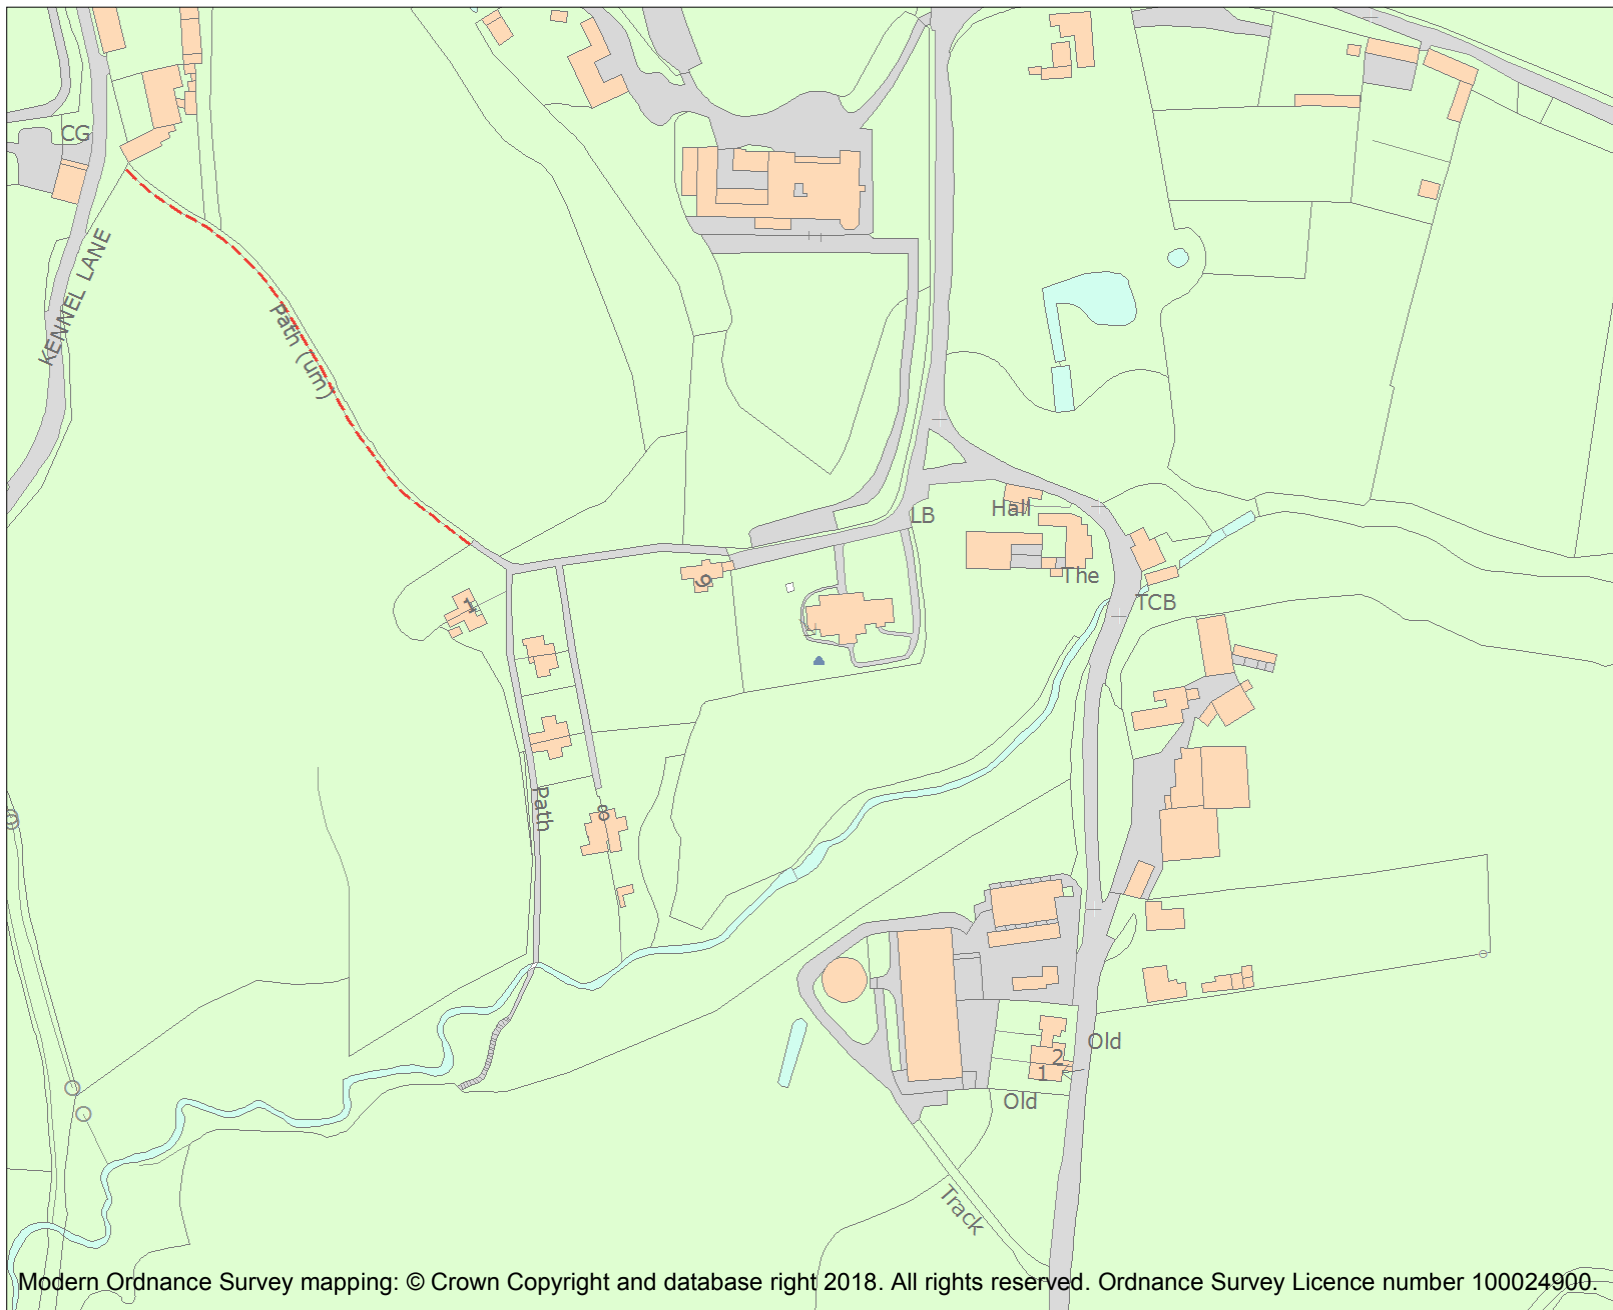 CG
KENNEL LANE
Path (um)
LB
Hall
The
TCB
9
1
Path
8
Old
2
1
Old
Track
Modern Ordnance Survey mapping: © Crown Copyright and database right 2018. All rights reserved. Ordnance Survey Licence number 100024900.